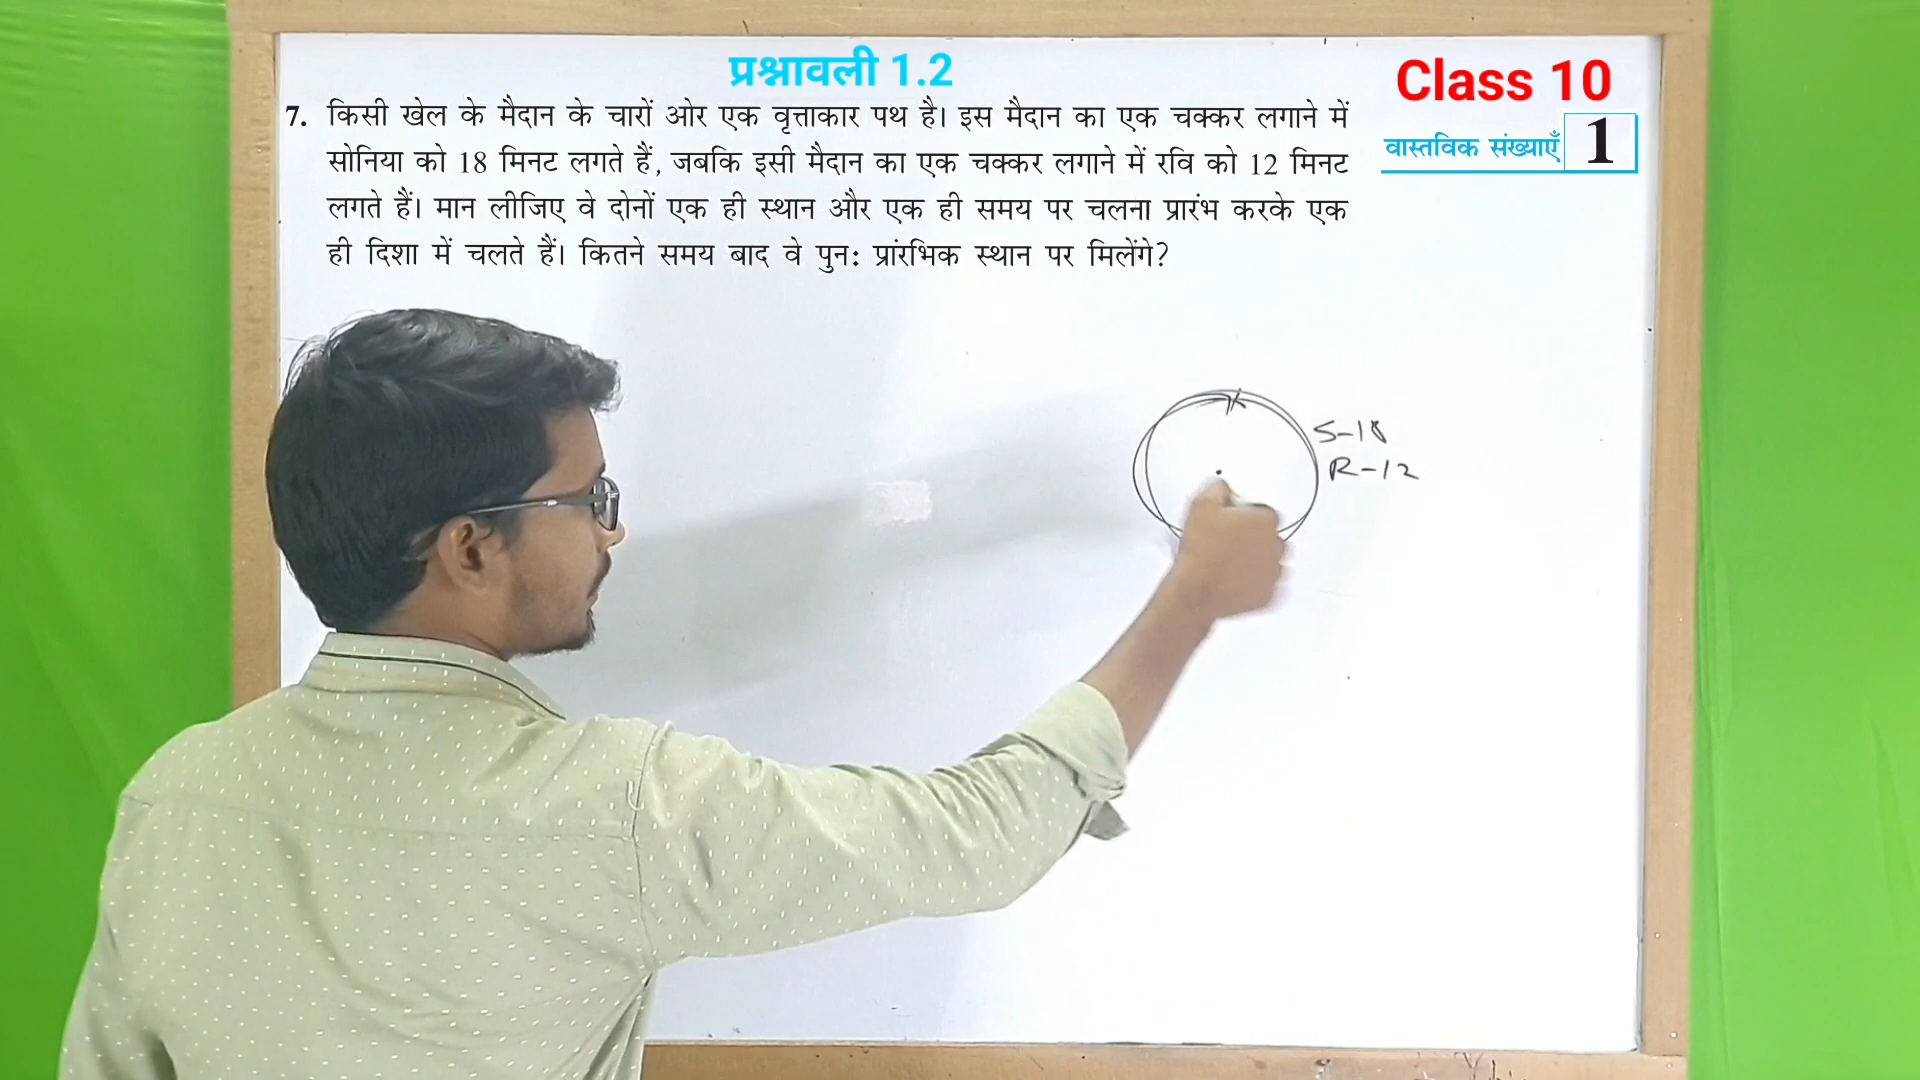 प्रश्नावली 1.2
Class 10
वास्तविक संख्याएँ 1
7. किसी खेल के मैदान के चारों ओर एक वृत्ताकार पथ है। इस मैदान का एक चक्कर लगाने में
सोनिया को 18 मिनट लगते हैं, जबकि इसी मैदान का एक चक्कर लगाने में रवि को 12 मिनट
लगते हैं। मान लीजिए वे दोनों एक ही स्थान और एक ही समय पर चलना प्रारंभ करके एक
ही दिशा में चलते हैं। कितने समय बाद वे पुनः प्रांरभिक स्थान पर मिलेंगे?
S-18
R-12